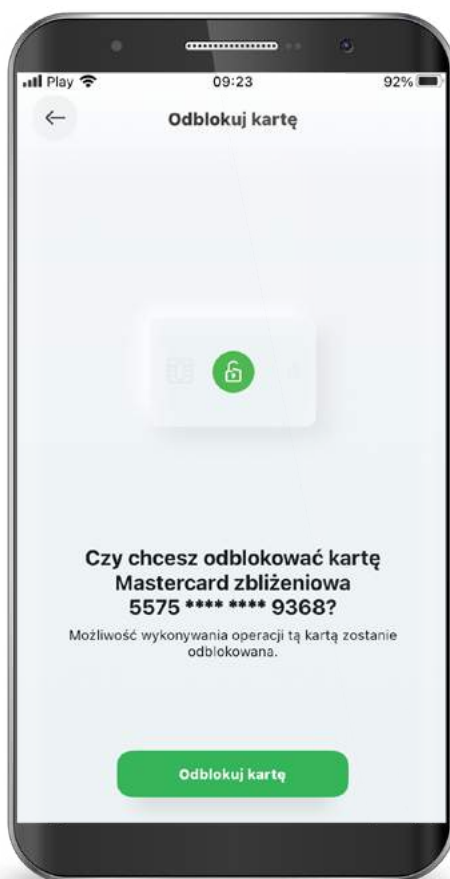 Play 09:23 92%
Odblokuj kartę
Czy chcesz odblokować kartę
Mastercard zbliżeniowa
5575 **** **** 9368?
Możliwość wykonywania operacji tą kartą zostanie
odblokowana.
Odblokuj kartę